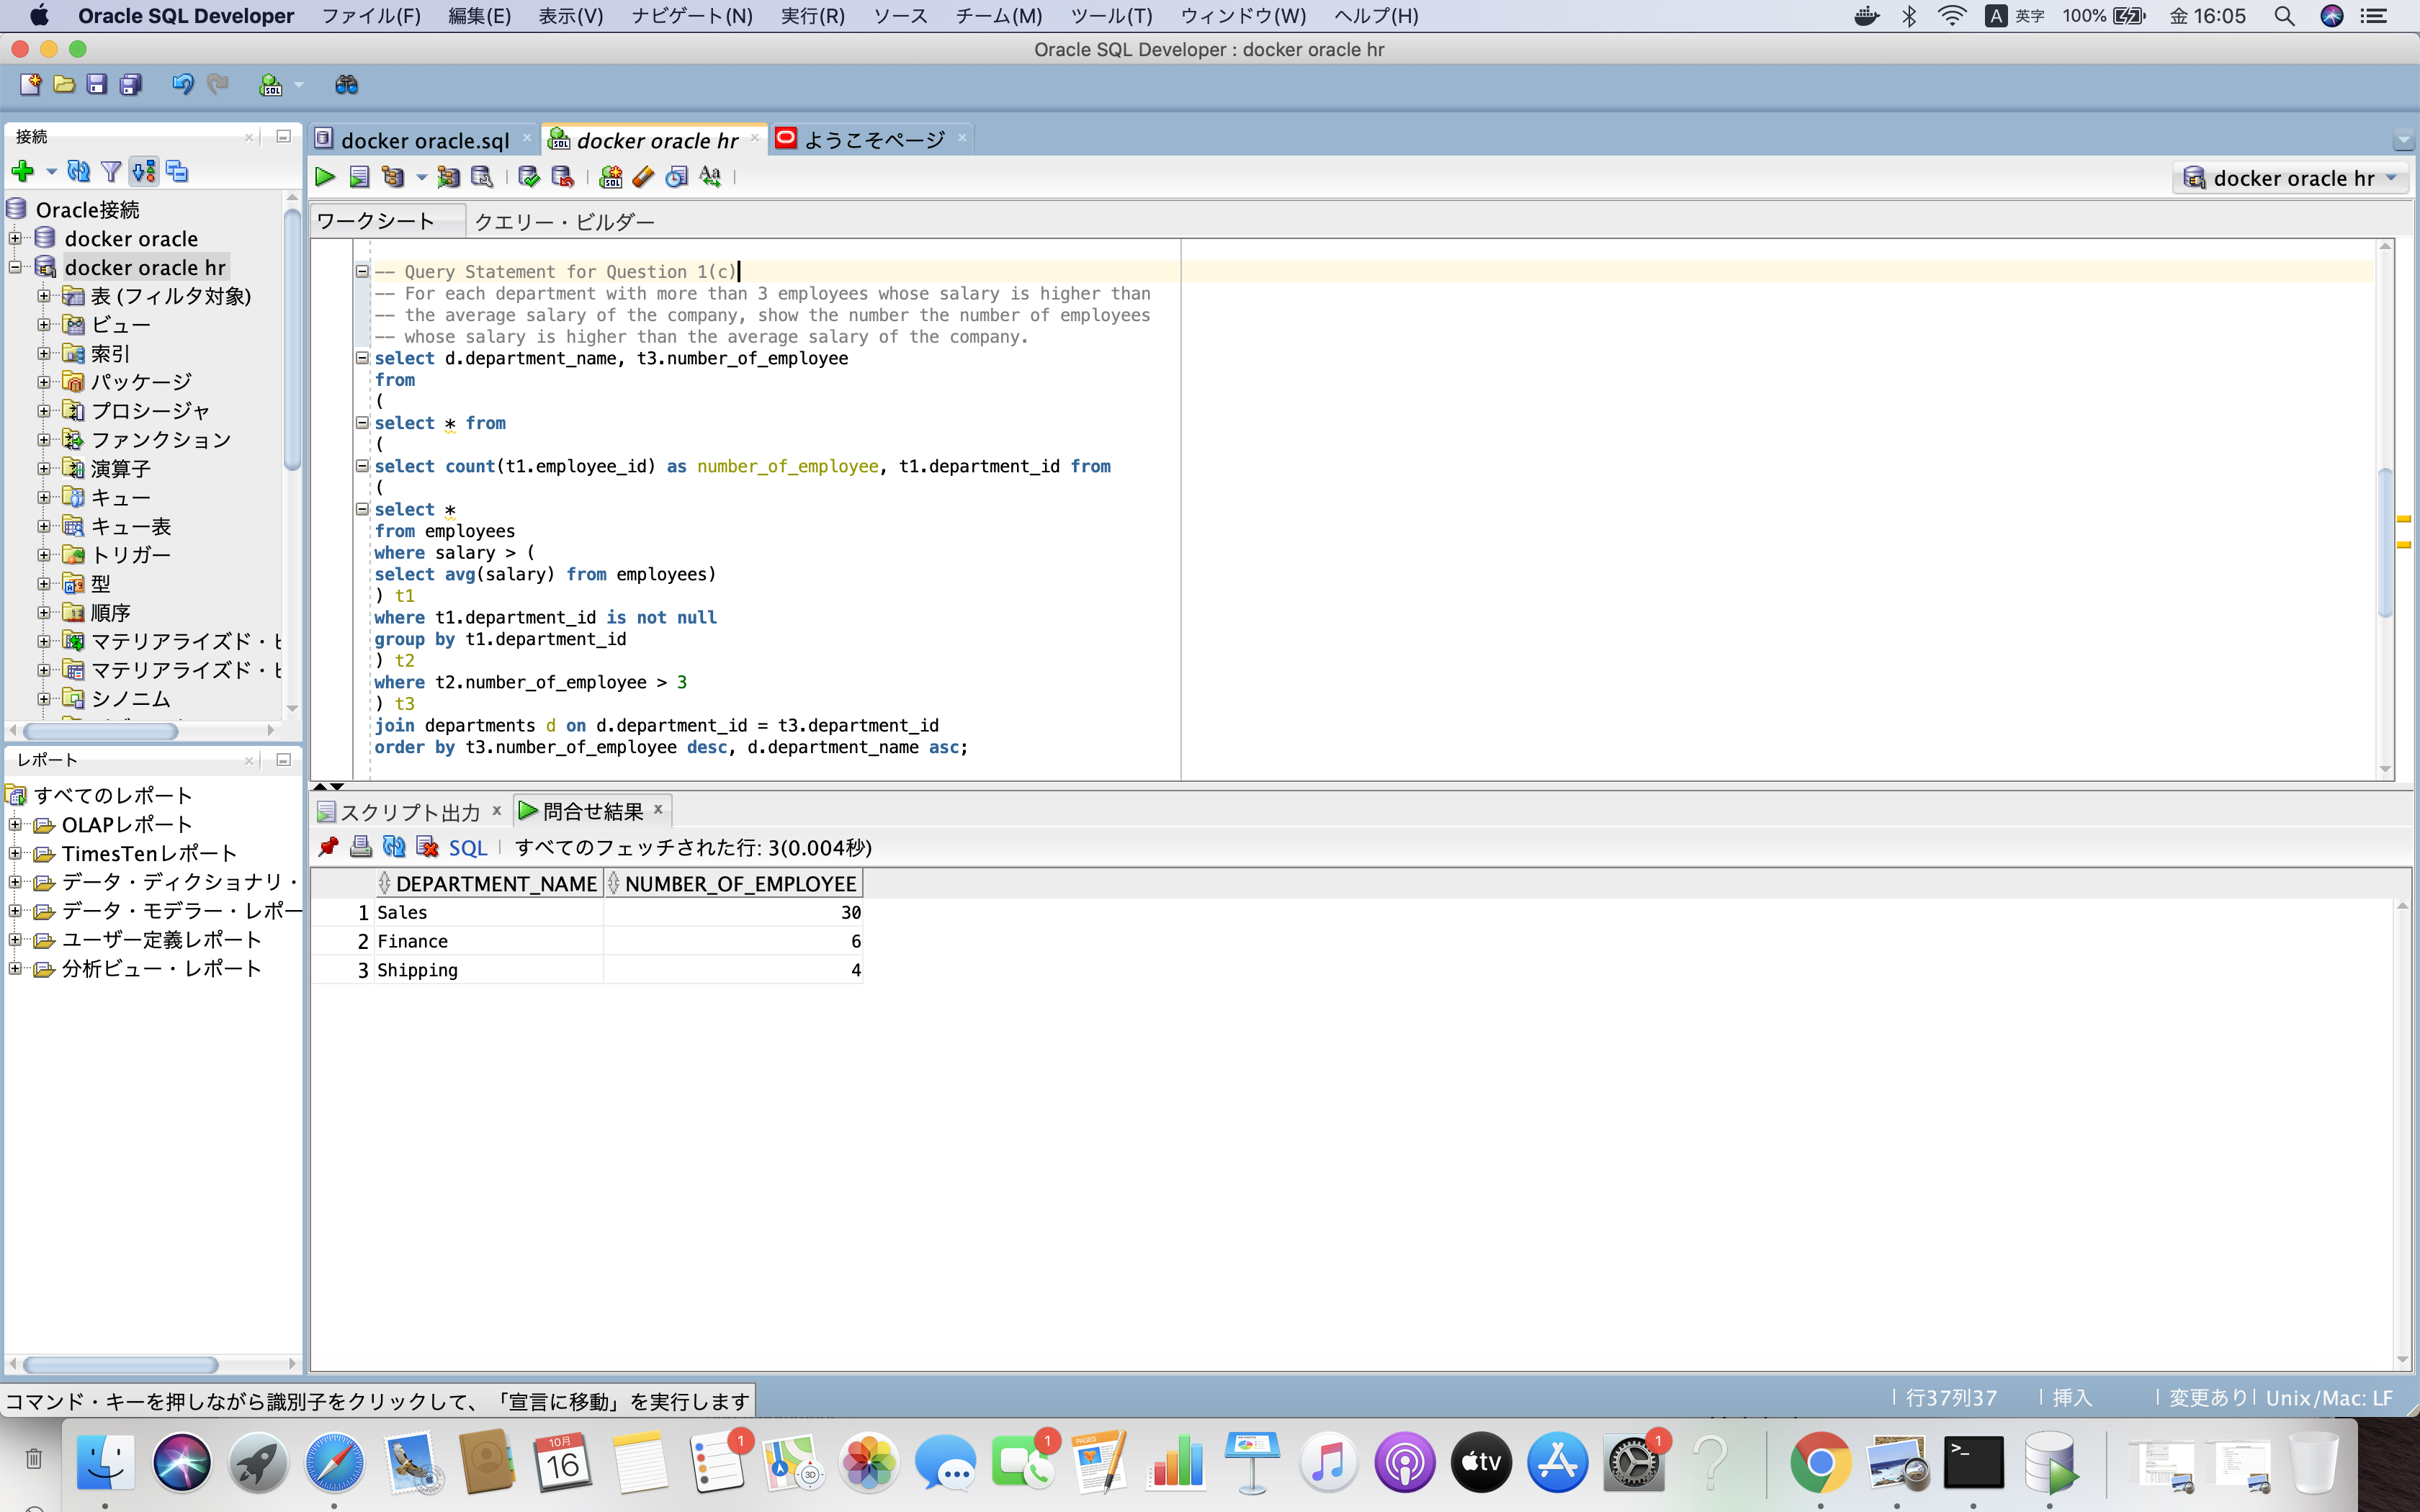 Oracle SQL Developer ファイル(F) 編集(E) 表示(V) ナビゲート(N) 実行(R) ソース チーム(M) ツール(T) ウィンドウ(W) ヘルプ(H) A 英字 100% 金 16:05
Oracle SQL Developer : docker oracle hr
接続
docker oracle.sql
docker oracle hr
ようこそページ
docker oracle hr
ワークシート クエリー・ビルダー
Oracle接続
docker oracle
docker oracle hr
表 (フィルタ対象)
ビュー
索引
パッケージ
プロシージャ
ファンクション
演算子
キュー
キュー表
トリガー
型
順序
マテリアライズド・ヒ
マテリアライズド・ヒ
シノニム
-- Query Statement for Question 1(c)
-- For each department with more than 3 employees whose salary is higher than
-- the average salary of the company, show the number the number of employees
-- whose salary is higher than the average salary of the company.
select d.department_name, t3.number_of_employee
from
(
select * from
(
select count(t1.employee_id) as number_of_employee, t1.department_id from
(
select *
from employees
where salary > (
select avg(salary) from employees)
) t1
where t1.department_id is not null
group by t1.department_id
) t2
where t2.number_of_employee > 3
) t3
join departments d on d.department_id = t3.department_id
order by t3.number_of_employee desc, d.department_name asc;
レポート
すべてのレポート
OLAPレポート
TimesTenレポート
データ・ディクショナリ・
データ・モデラー・レポー
ユーザー定義レポート
分析ビュー・レポート
スクリプト出力 x 問合せ結果 x
SQL すべてのフェッチされた行: 3(0.004秒)
DEPARTMENT_NAME NUMBER_OF_EMPLOYEE
1 Sales 30
2 Finance 6
3 Shipping 4
コマンド・キーを押しながら識別子をクリックして、「宣言に移動」を実行します
行37列37 挿入 変更あり Unix/Mac: LF
10月
16
1
3D
1
PAGES
tv
1
>_